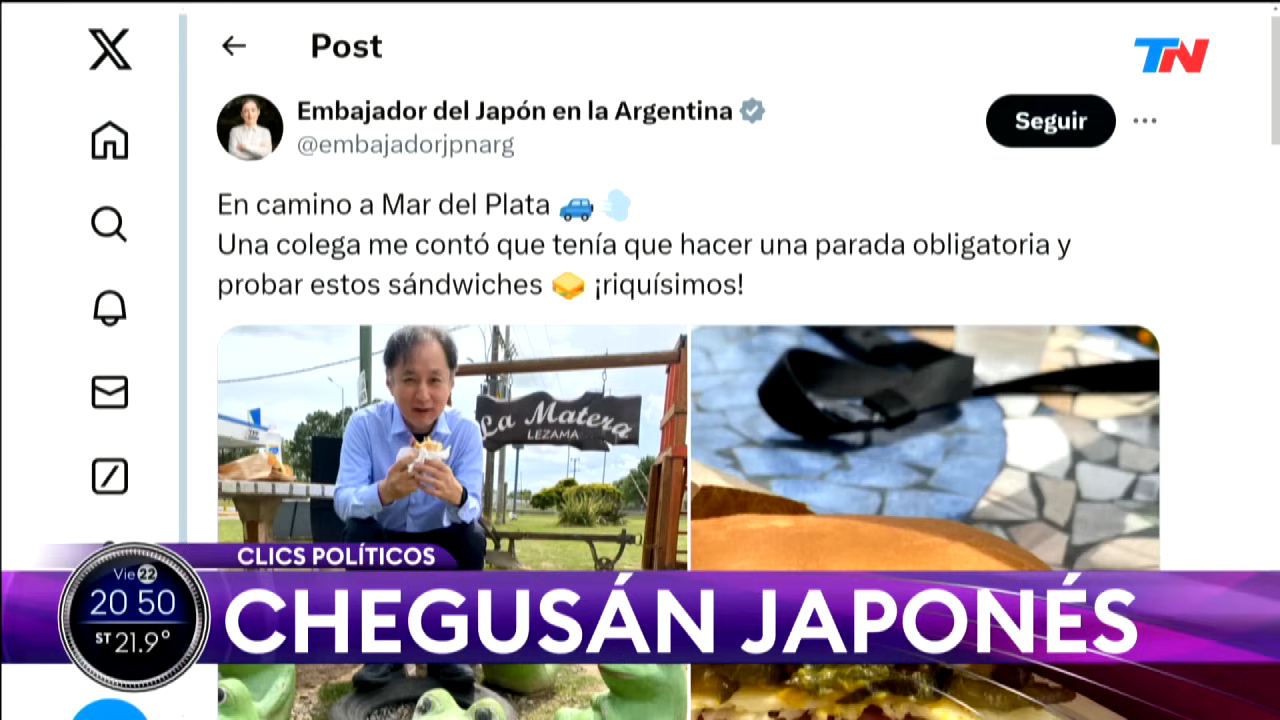 Post
TN
Embajador del Japón en la Argentina
@embajadorjpnarg
Seguir
En camino a Mar del Plata
Una colega me contó que tenía que hacer una parada obligatoria y
probar estos sándwiches ¡riquísimos!
La Matera
LEZAMA
CLICS POLÍTICOS
CHEGUSÁN JAPONÉS
Vie 22
20 50
ST 21.9°